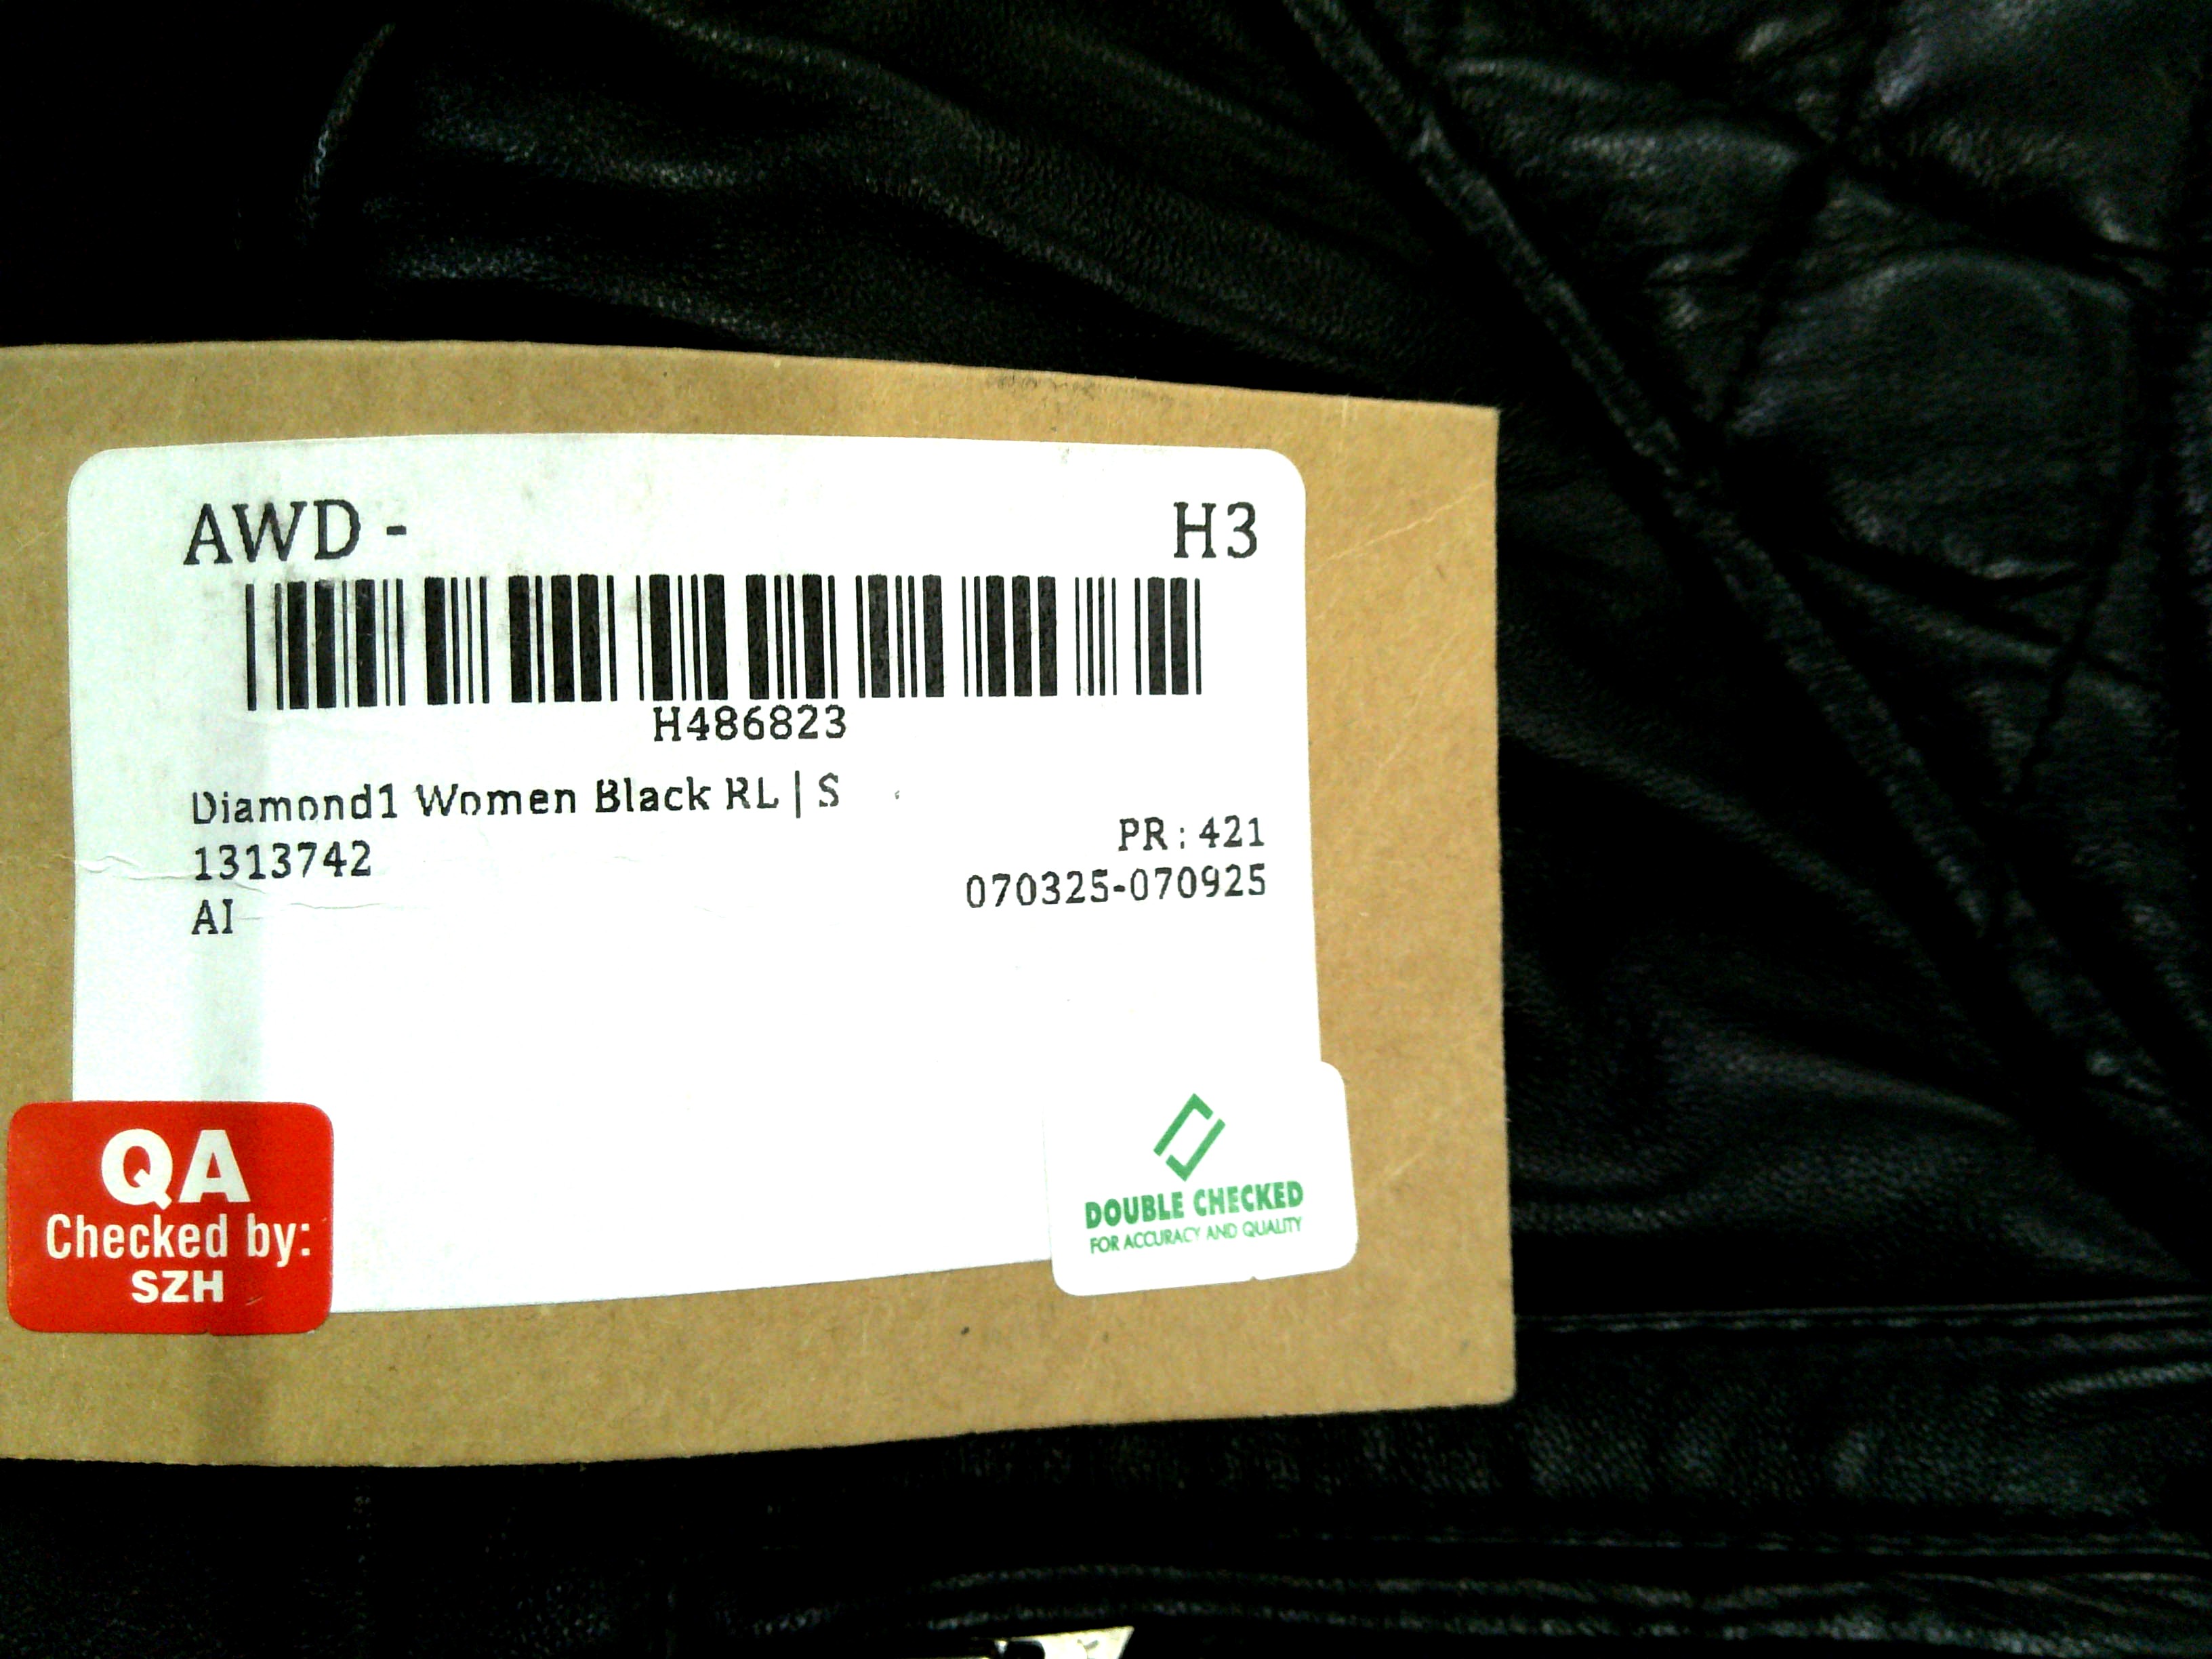 AWD - H3
H486823
Diamond1 Women Black RL | S
PR : 421
1313742
070325-070925
AI
QA
Checked by:
SZH
DOUBLE CHECKED
FOR ACCURACY AND QUALITY